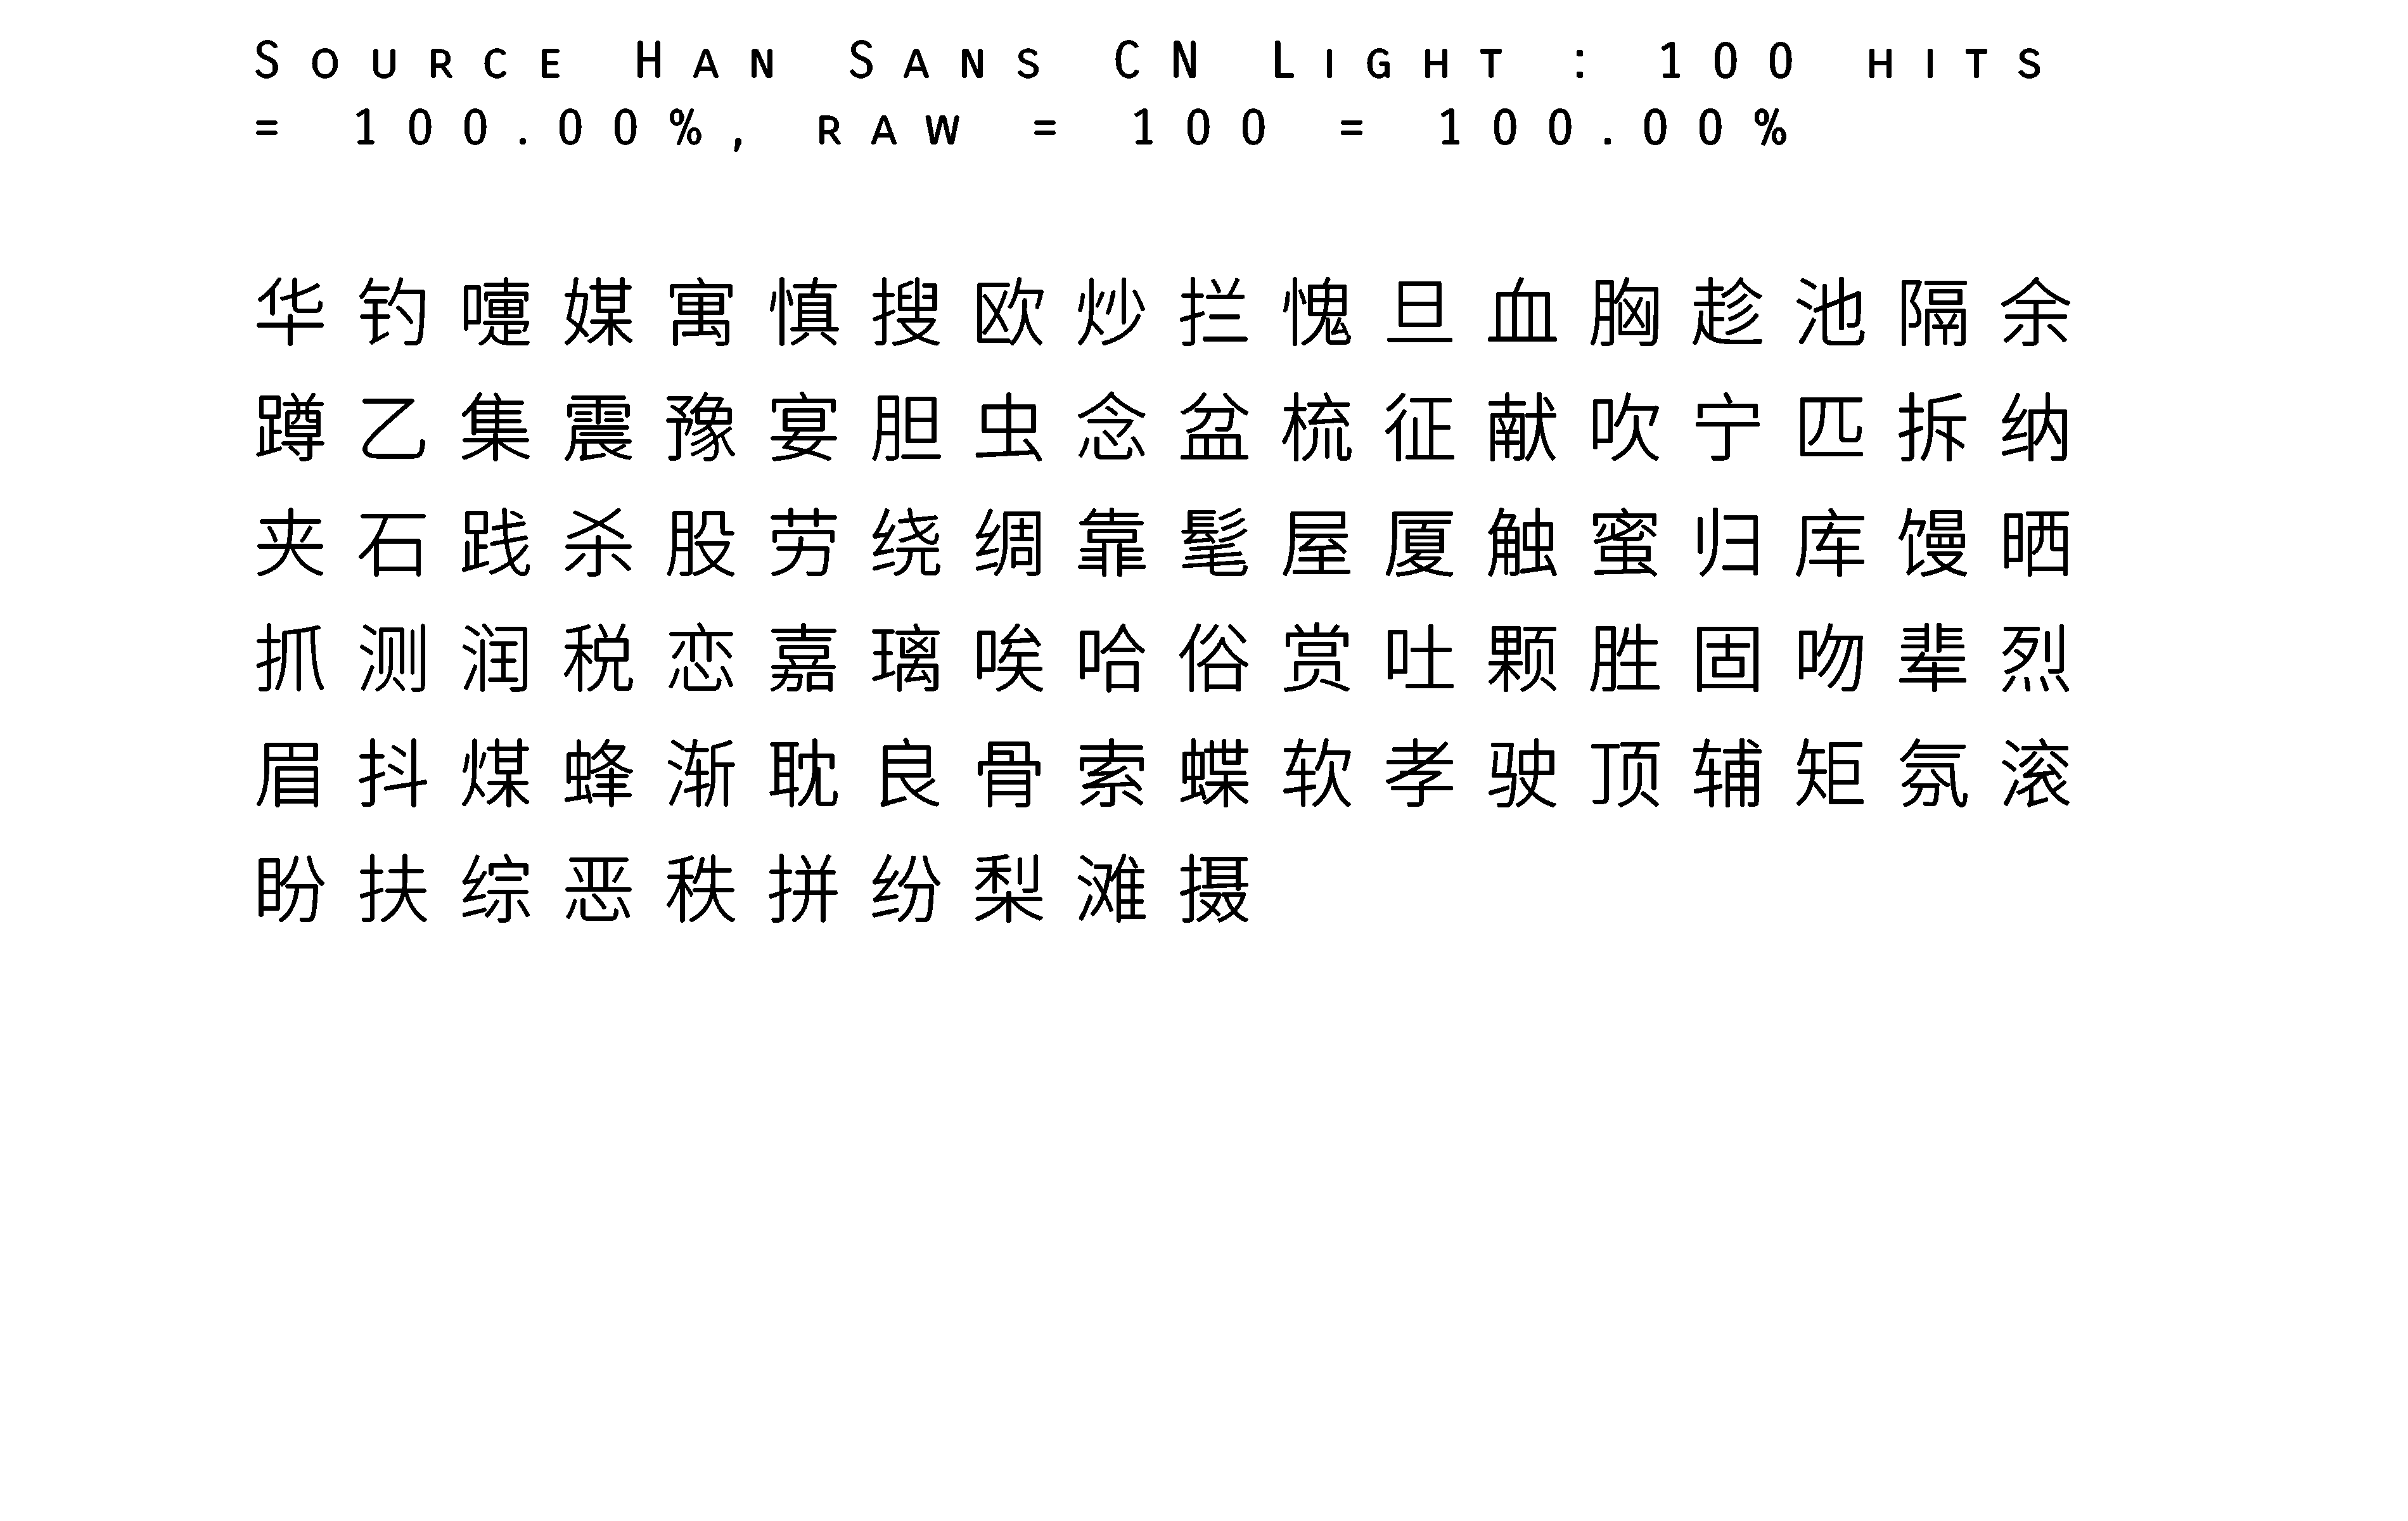 Source Han Sans CN Light : 100 hits
= 100.00%, raw = 100 = 100.00%
华钓嚏媒寓慎搜欧炒拦愧旦血胸趁池隔余
蹲乙集震豫宴胆虫念盆梳征献吹宁匹拆纳
夹石践杀股劳绕绸靠髦屋厦触蜜归库馒晒
抓测润税恋嘉璃唉哈俗赏吐颗胜固吻辈烈
眉抖煤蜂渐耽良骨索蝶软孝驶顶辅矩氛滚
盼扶综恶秩拼纷梨滩摄